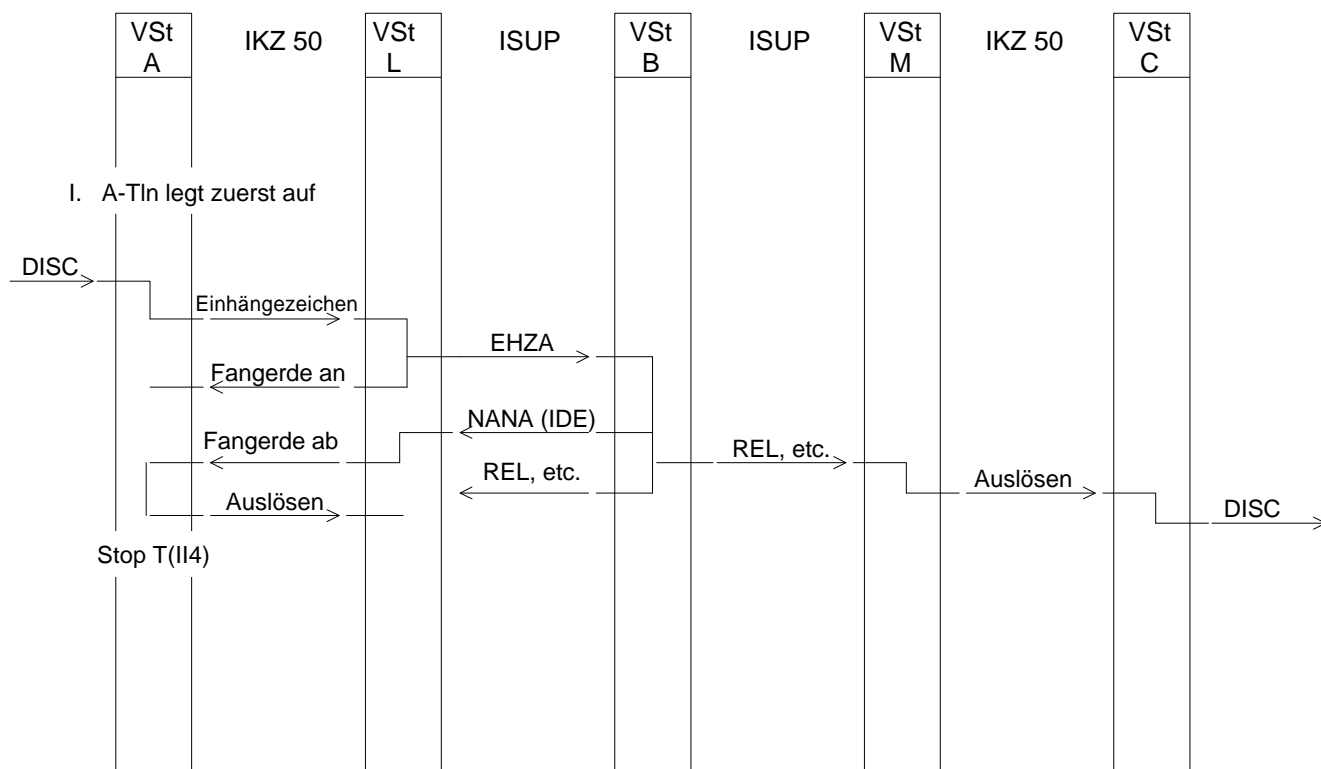 VSt A
IKZ 50
VSt L
ISUP
VSt B
ISUP
VSt M
IKZ 50
VSt C
I. A-Tln legt zuerst auf
DISC
Einhängezeichen
EHZA
Fangerde an
NANA (IDE)
Fangerde ab
REL, etc.
REL, etc.
Auslösen
Auslösen
DISC
Stop T(II4)